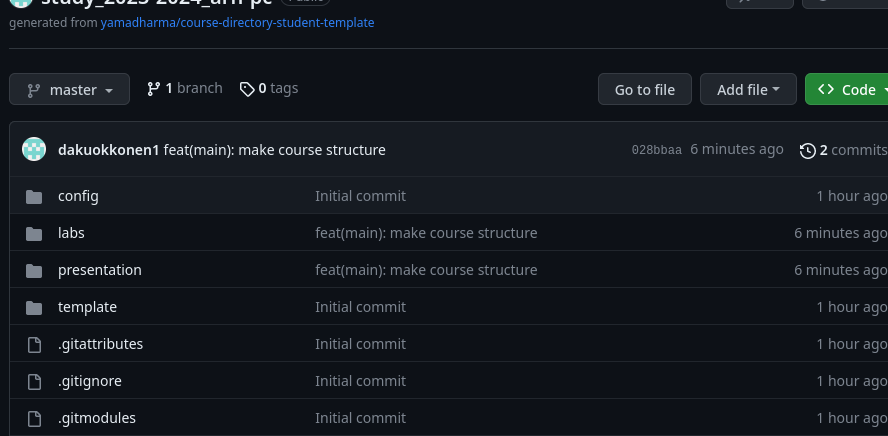 study_2023-2024_arh-pc Public
generated from yamadharma/course-directory-student-template
master 1 branch 0 tags Go to file Add file Code
dakuokkonen1 feat(main): make course structure 028bbaa 6 minutes ago 2 commits
config Initial commit 1 hour ago
labs feat(main): make course structure 6 minutes ago
presentation feat(main): make course structure 6 minutes ago
template Initial commit 1 hour ago
.gitattributes Initial commit 1 hour ago
.gitignore Initial commit 1 hour ago
.gitmodules Initial commit 1 hour ago